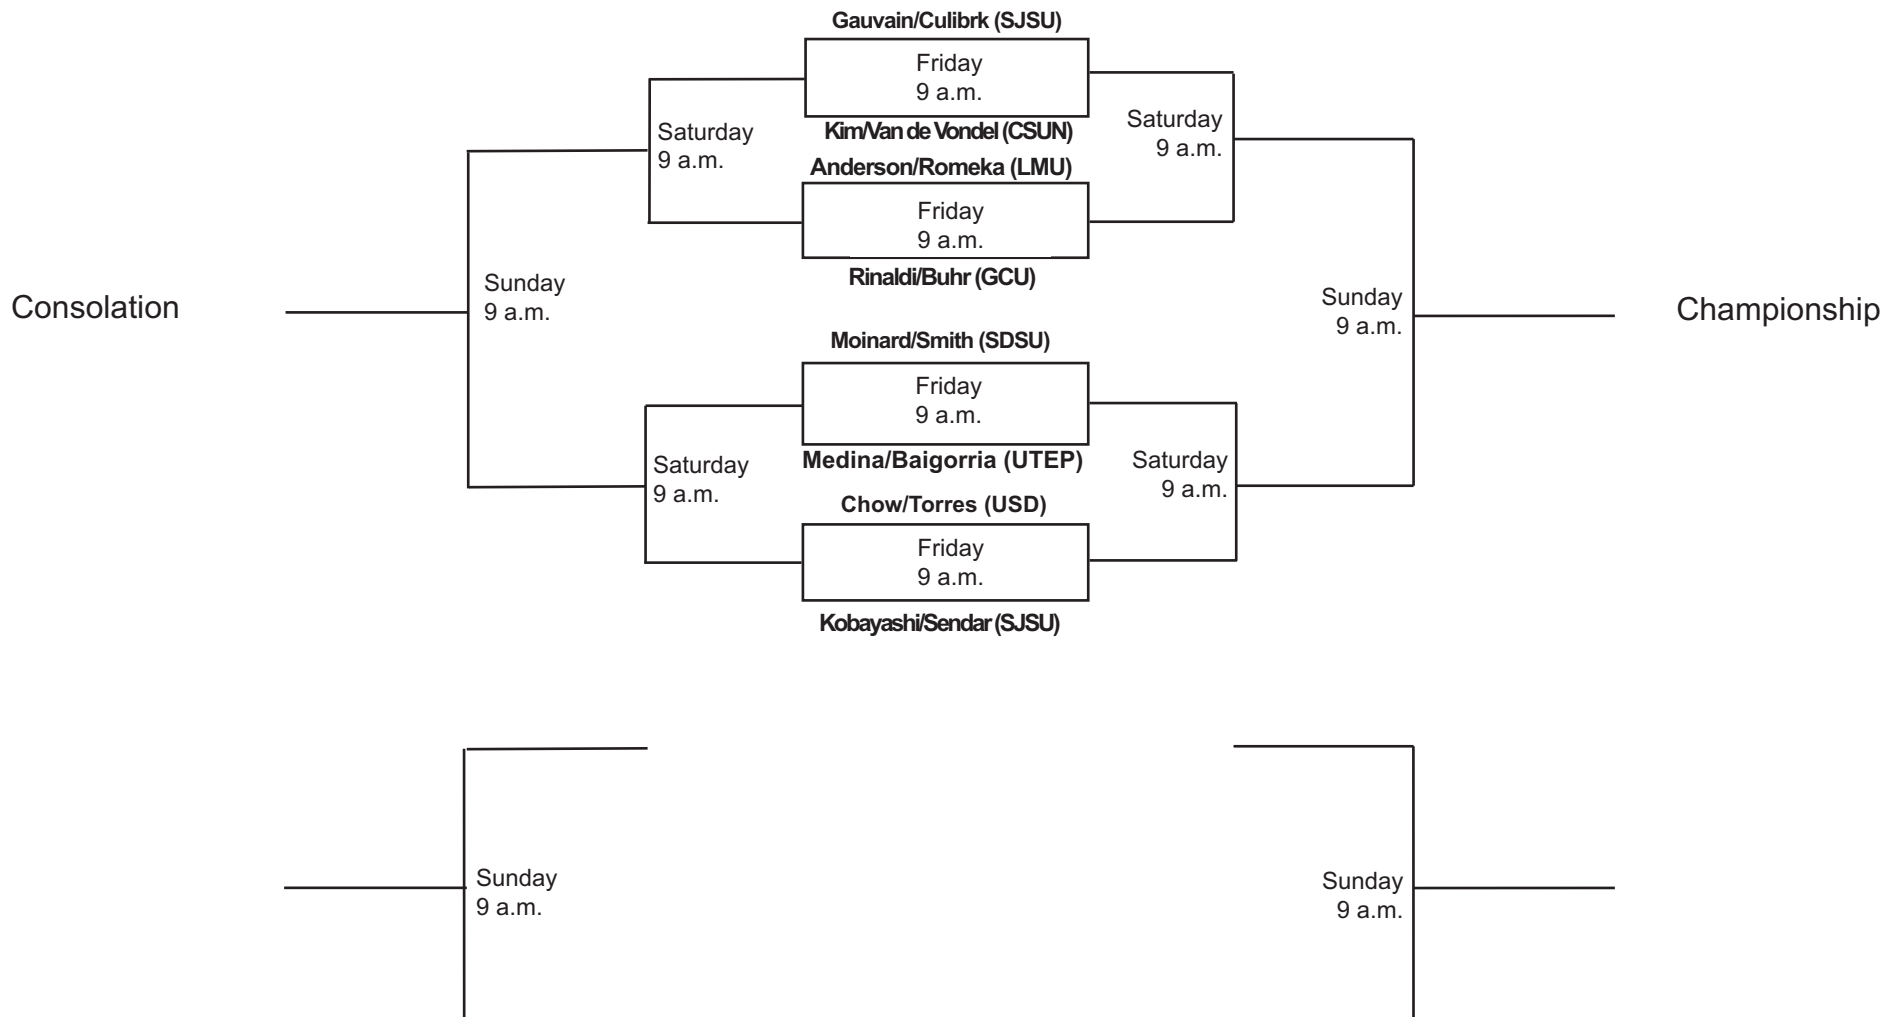 Gauvain/Culibrk (SJSU)
Friday
9 a.m.
Kim/Van de Vondel (CSUN)
Saturday
9 a.m.
Saturday
9 a.m.
Anderson/Romeka (LMU)
Friday
9 a.m.
Rinaldi/Buhr (GCU)
Consolation
Sunday
9 a.m.
Sunday
9 a.m.
Championship
Moinard/Smith (SDSU)
Friday
9 a.m.
Medina/Baigorria (UTEP)
Saturday
9 a.m.
Saturday
9 a.m.
Chow/Torres (USD)
Friday
9 a.m.
Kobayashi/Sendar (SJSU)
Sunday
9 a.m.
Sunday
9 a.m.